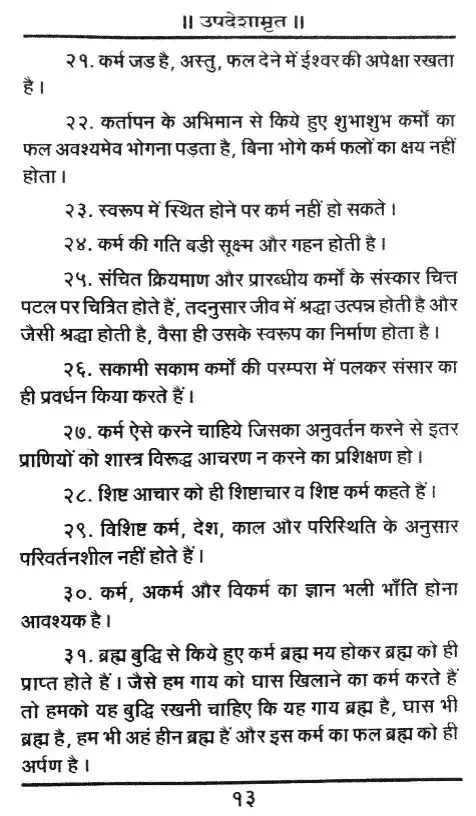 ॥ उपदेशामृत ॥
२१. कर्म जड़ है, अस्तु, फल देने में ईश्वर की अपेक्षा रखता
है ।
२२. कर्तापन के अभिमान से किये हुए शुभाशुभ कर्मों का
फल अवश्यमेव भोगना पड़ता है, बिना भोगे कर्म फलों का क्षय नहीं
होता ।
२३. स्वरूप में स्थित होने पर कर्म नहीं हो सकते ।
२४. कर्म की गति बड़ी सूक्ष्म और गहन होती है ।
२५. संचित क्रियमाण और प्रारब्धीय कर्मों के संस्कार चित्त
पटल पर चित्रित होते हैं, तदनुसार जीव में श्रद्धा उत्पन्न होती है और
जैसी श्रद्धा होती है, वैसा ही उसके स्वरूप का निर्माण होता है ।
२६. सकामी सकाम कर्मों की परम्परा में पलकर संसार का
ही प्रवर्धन किया करते हैं ।
२७. कर्म ऐसे करने चाहिये जिसका अनुवर्तन करने से इतर
प्राणियों को शास्त्र विरूद्ध आचरण न करने का प्रशिक्षण हो ।
२८. शिष्ट आचार को ही शिष्टाचार व शिष्ट कर्म कहते हैं ।
२९. विशिष्ट कर्म, देश, काल और परिस्थिति के अनुसार
परिवर्तनशील नहीं होते हैं ।
३०. कर्म, अकर्म और विकर्म का ज्ञान भली भाँति होना
आवश्यक है ।
३१. ब्रह्म बुद्धि से किये हुए कर्म ब्रह्म मय होकर ब्रह्म को ही
प्राप्त होते हैं । जैसे हम गाय को घास खिलाने का कर्म करते हैं
तो हमको यह बुद्धि रखनी चाहिए कि यह गाय ब्रह्म है, घास भी
ब्रह्म है, हम भी अहं हीन ब्रह्म हैं और इस कर्म का फल ब्रह्म को ही
अर्पण है ।
१३